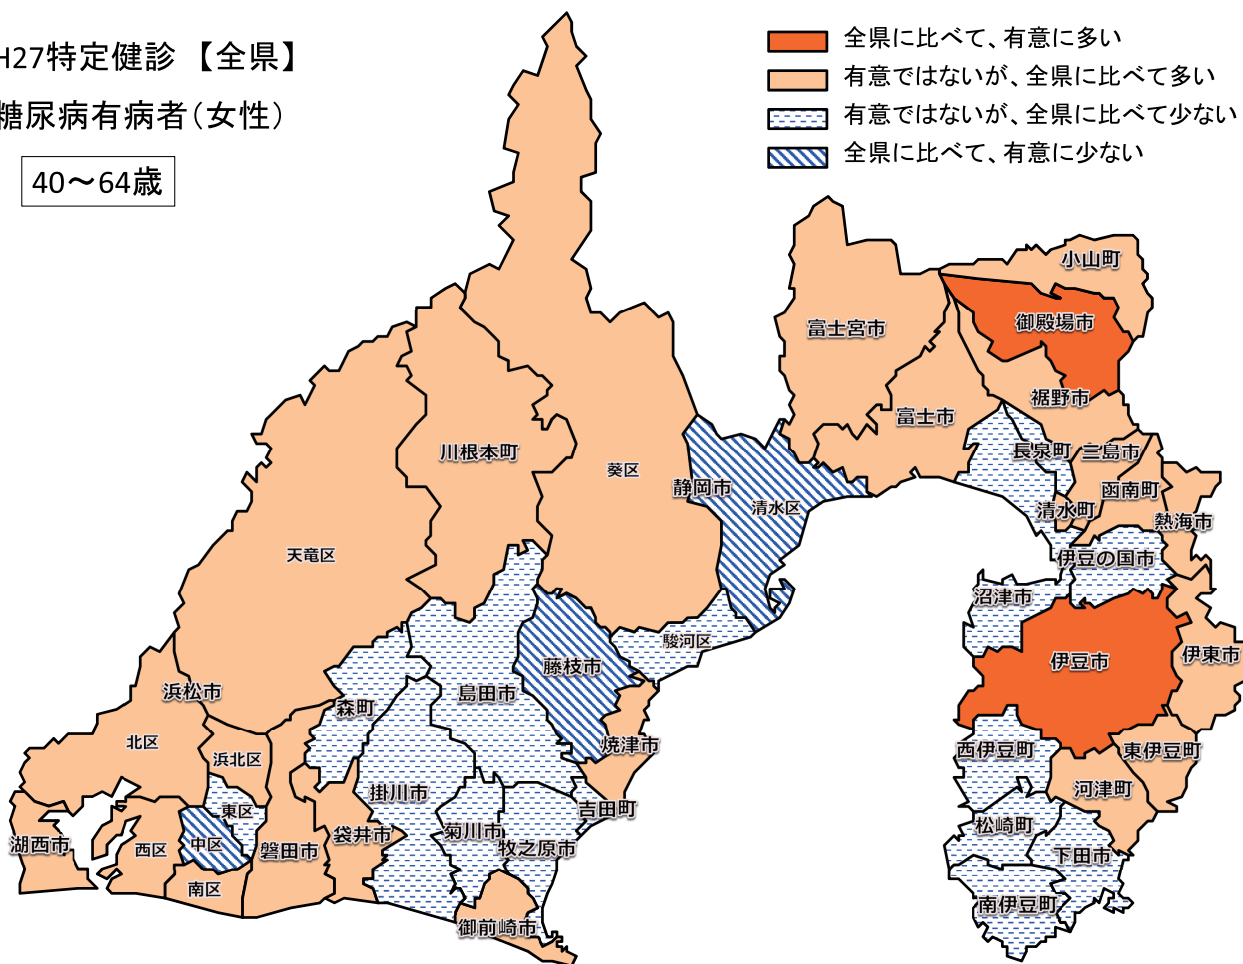 H27特定健診 【全県】
糖尿病有病者(女性)
40～64歳
全県に比べて、有意に多い
有意ではないが、全県に比べて多い
有意ではないが、全県に比べて少ない
全県に比べて、有意に少ない
小山町
御殿場市
富士宮市
裾野市
富士市
長泉町
三島市
川根本町
葵区
静岡市
清水区
函南町
清水町
熱海市
天竜区
伊豆の国市
沼津市
駿河区
伊豆市
伊東市
藤枝市
島田市
浜松市
森町
北区
浜北区
焼津市
西伊豆町
東伊豆町
河津町
掛川市
東区
吉田町
菊川市
牧之原市
松崎町
下田市
湖西市
西区
中区
磐田市
袋井市
南区
南伊豆町
御前崎市